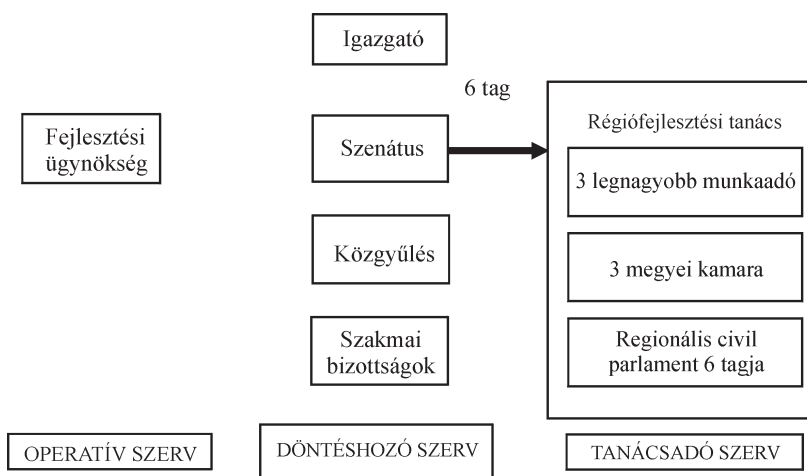 Igazgató
6 tag
Fejlesztési
ügynökség
Szenátus
Régiófejlesztési tanács
3 legnagyobb munkaadó
Közgyűlés
3 megyei kamara
Szakmai
bizottságok
Regionális civil
parlament 6 tagja
OPERATÍV SZERV
DÖNTÉSHOZÓ SZERV
TANÁCSADÓ SZERV